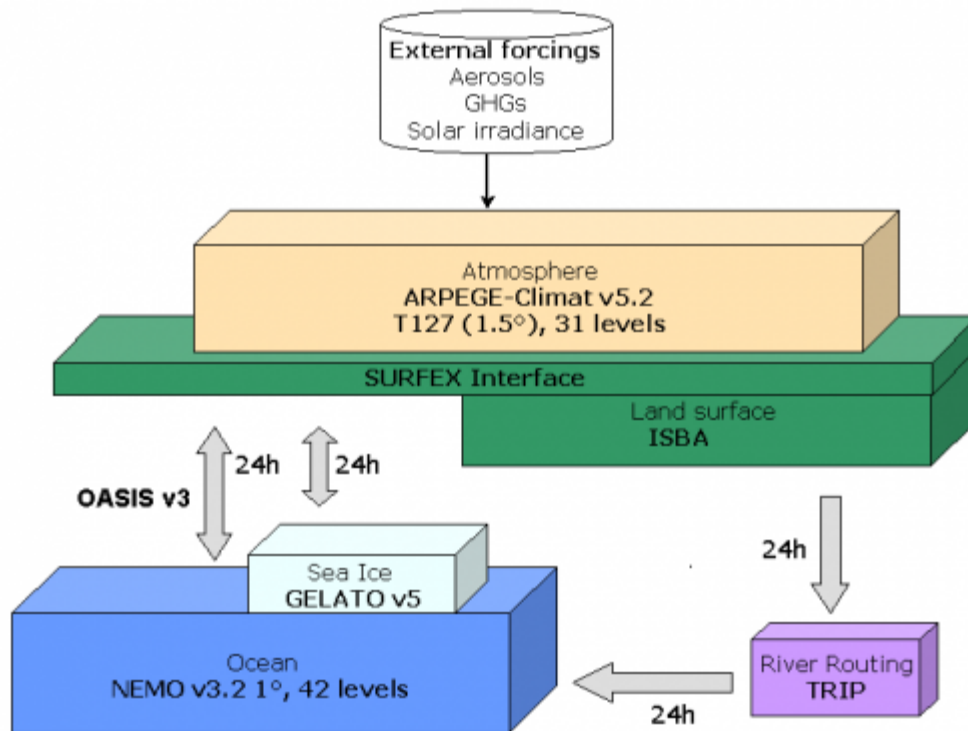 External forcings
Aerosols
GHGs
Solar irradiance
Atmosphere
ARPEGE-Climat v5.2
T127 (1.5°), 31 levels
SURFEX Interface
Land surface
ISBA
24h
24h
OASIS v3
24h
Sea Ice
GELATO v5
Ocean
NEMO v3.2 1°, 42 levels
River Routing
TRIP
24h